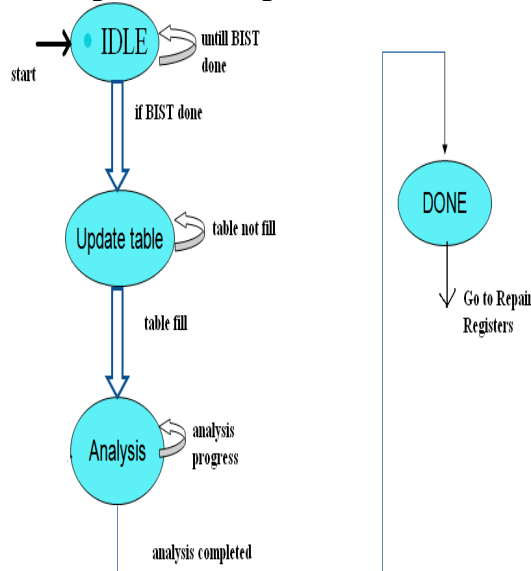 IDLE
untill BIST
done
start
if BIST done
Update table
table not fill
table fill
Analysis
analysis
progress
analysis completed
DONE
Go to Repair
Registers